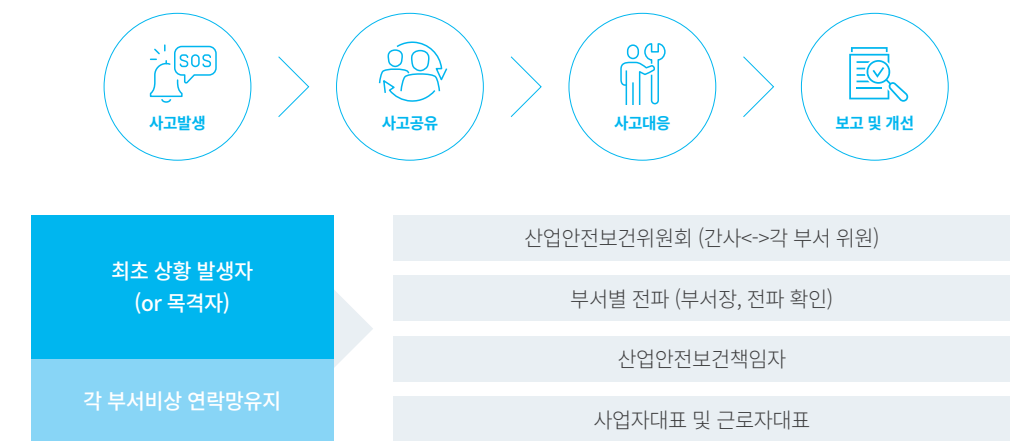 SOS
사고발생
사고공유
사고대응
보고 및 개선
최초 상황 발생자
(or 목격자)
각 부서비상 연락망유지
산업안전보건위원회 (간사<->각 부서 위원)
부서별 전파 (부서장, 전파 확인)
산업안전보건책임자
사업자대표 및 근로자대표